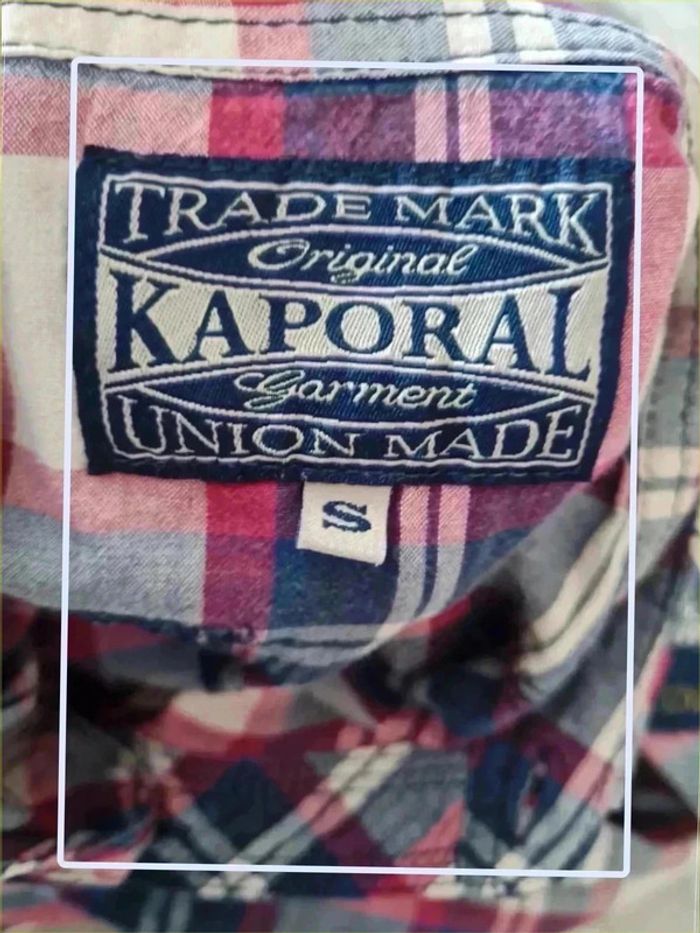 TRADE MARK
Original
KAPORAL
Garment
UNION MADE
S